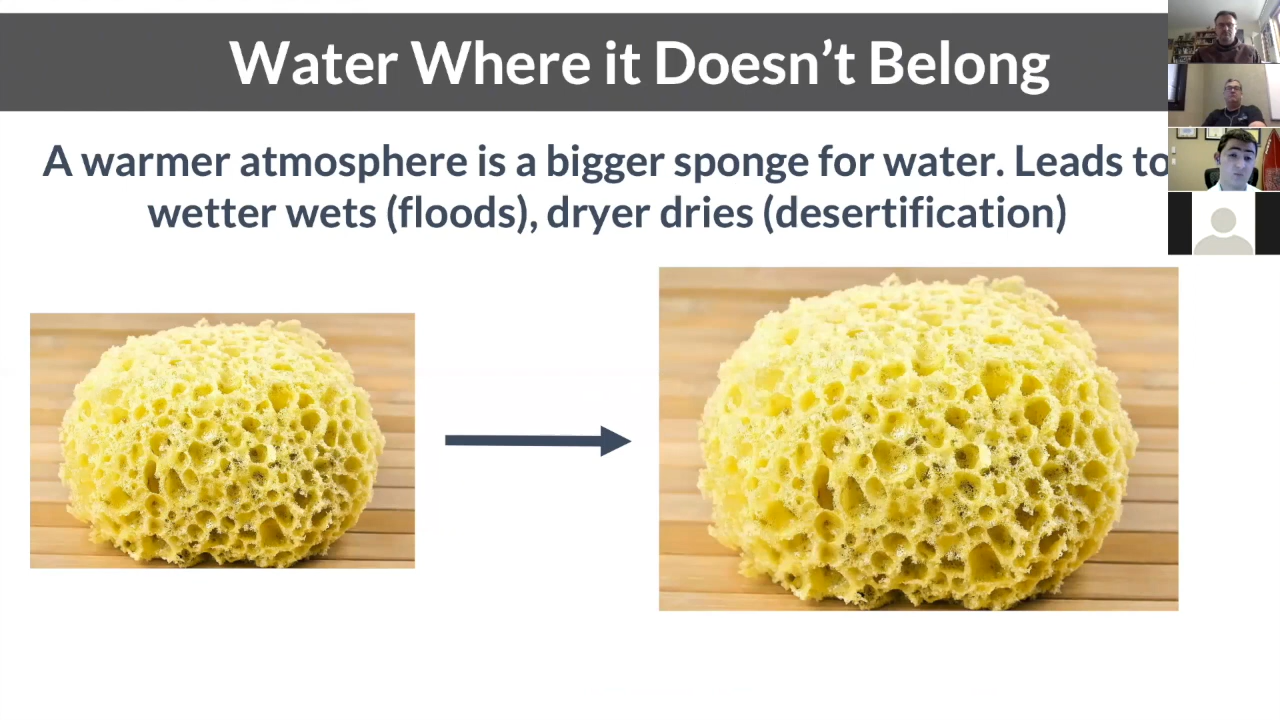 Water Where it Doesn’t Belong
A warmer atmosphere is a bigger sponge for water. Leads to
wetter wets (floods), dryer dries (desertification)